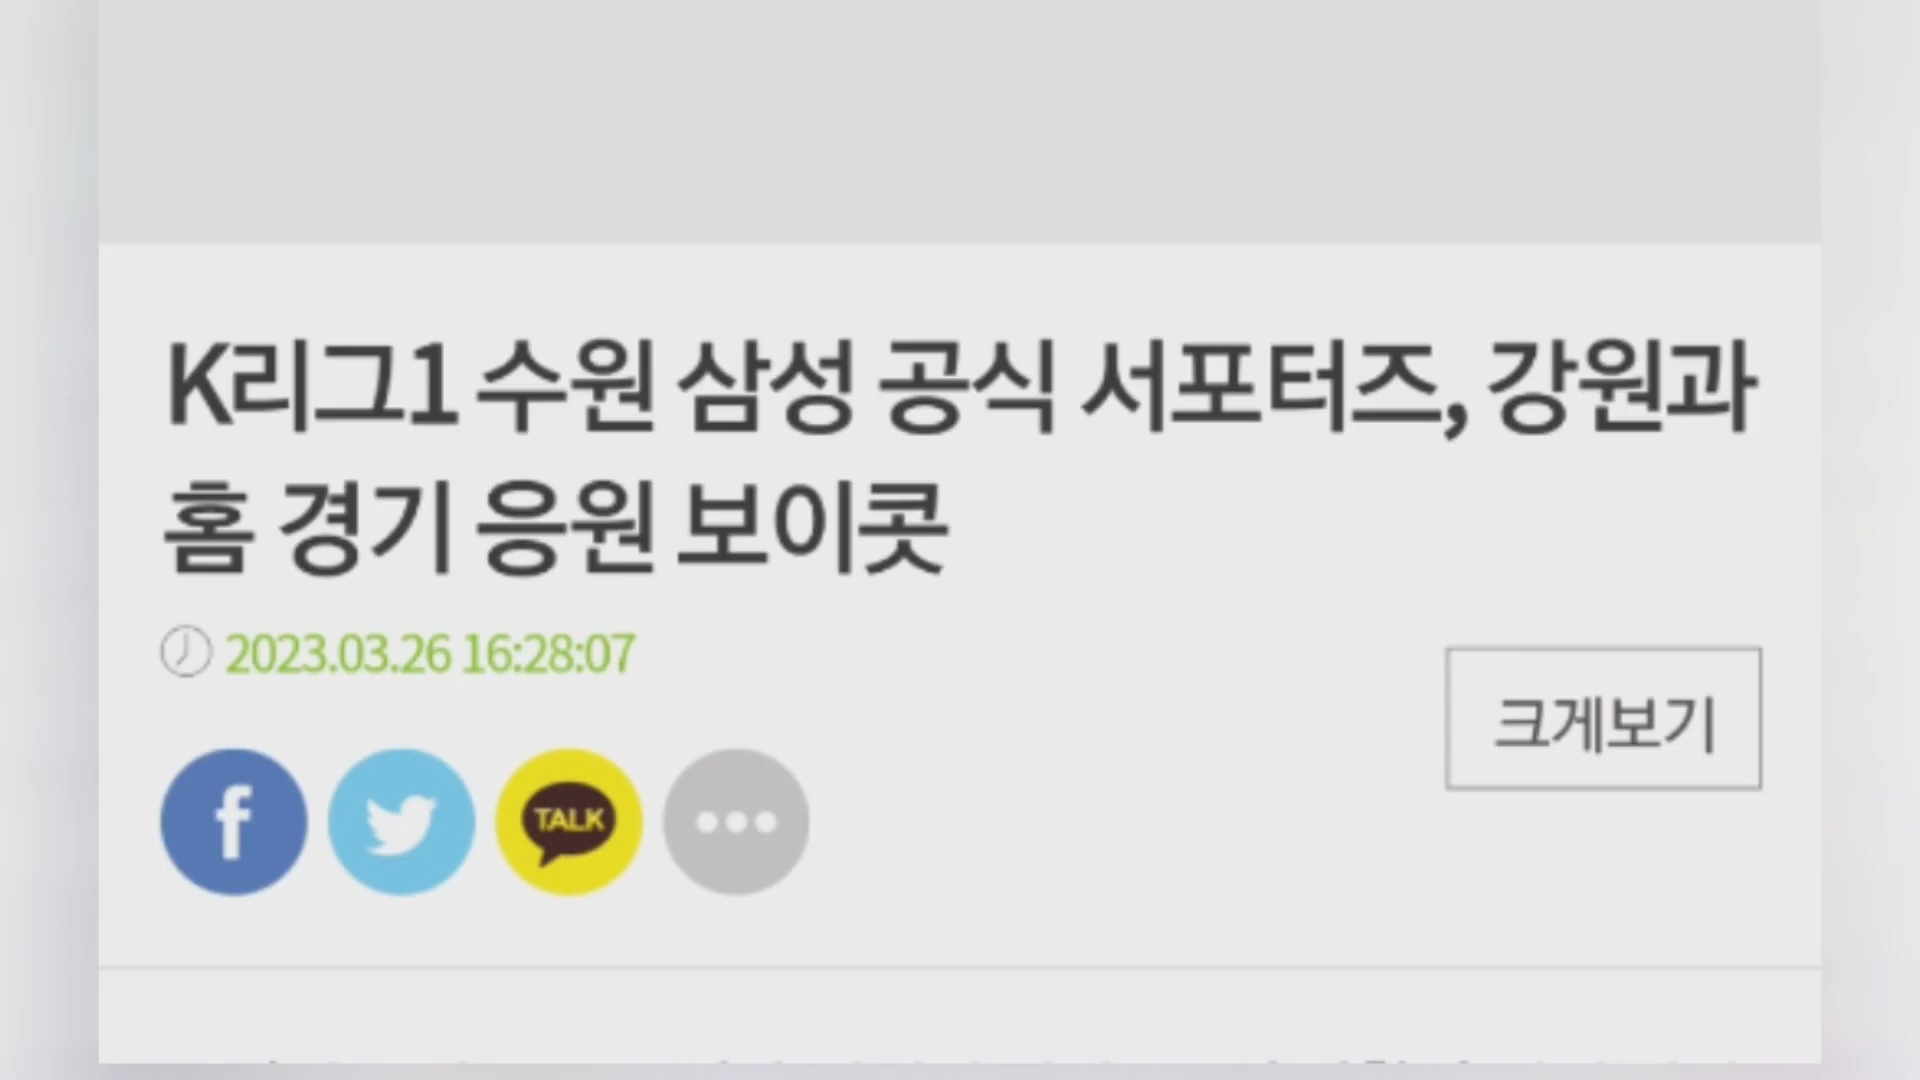 K리그1 수원 삼성 공식 서포터즈, 강원과
홈 경기 응원 보이콧
2023.03.26 16:28:07
크게보기
f
TALK